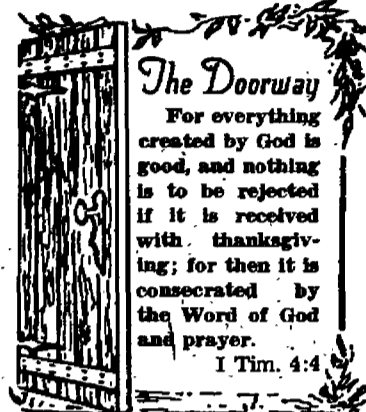 The Doorway
For everything
created by God is
good, and nothing
is to be rejected
if it is received
with thanksgiv-
ing; for then it is
consecrated by
the Word of God
and prayer.
I Tim. 4:4